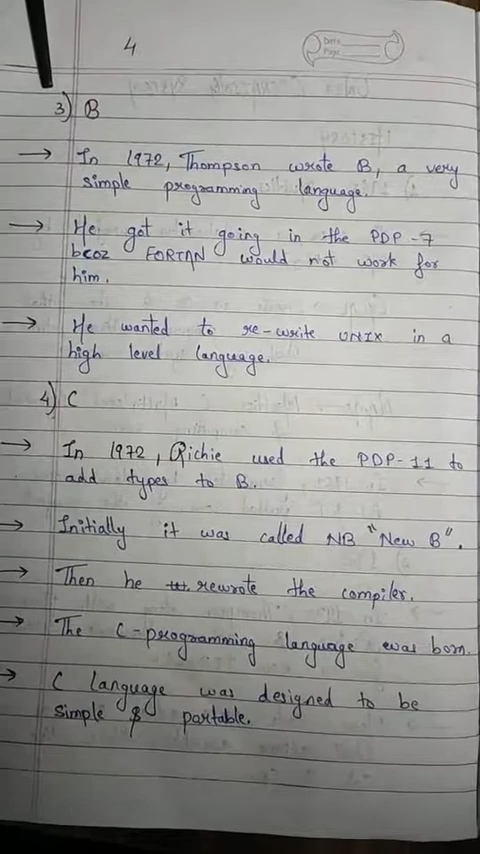 4
Date
Page
3) B
→ In 1972, Thompson wrote B, a very
simple programming language.
→ He got it going in the PDP-7
bcoz FORTAN would not work for
him.
→ He wanted to re-write UNIX in a
high level language.
4) C
→ In 1972, Richie used the PDP-11 to
add types to B.
→ Initially it was called NB "New B".
→ Then he rewrote the compiler.
→ The C-programming language was born.
→ C language was designed to be
simple & partable.